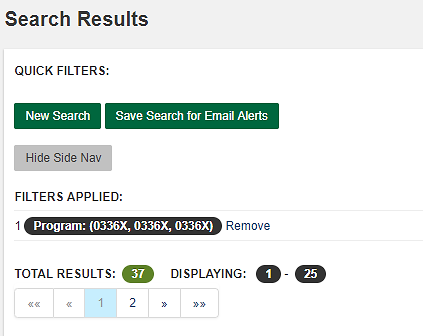 Search Results
QUICK FILTERS:
New Search Save Search for Email Alerts
Hide Side Nav
FILTERS APPLIED:
1 Program: (0336X, 0336X, 0336X) Remove
TOTAL RESULTS: 37 DISPLAYING: 1 - 25
«« « 1 2 » »»